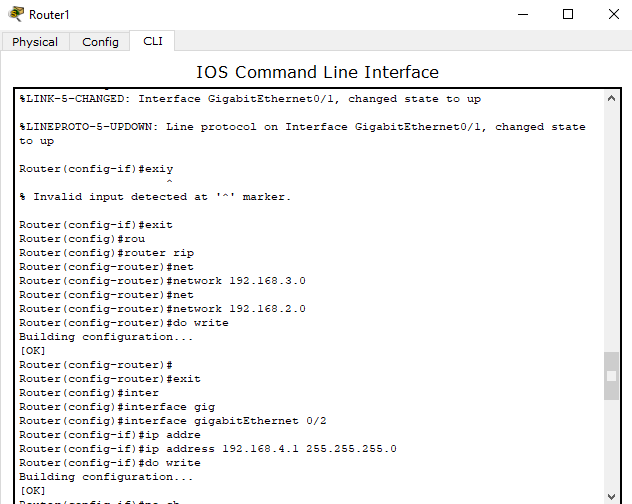 Router1
Physical Config CLI
IOS Command Line Interface
%LINK-5-CHANGED: Interface GigabitEthernet0/1, changed state to up
%LINEPROTO-5-UPDOWN: Line protocol on Interface GigabitEthernet0/1, changed state
to up
Router(config-if)#exiy
^
% Invalid input detected at '^' marker.
Router(config-if)#exit
Router(config)#rou
Router(config)#router rip
Router(config-router)#net
Router(config-router)#network 192.168.3.0
Router(config-router)#net
Router(config-router)#network 192.168.2.0
Router(config-router)#do write
Building configuration...
[OK]
Router(config-router)#
Router(config-router)#exit
Router(config)#inter
Router(config)#interface gig
Router(config)#interface gigabitEthernet 0/2
Router(config-if)#ip addre
Router(config-if)#ip address 192.168.4.1 255.255.255.0
Router(config-if)#do write
Building configuration...
[OK]
Router(config-if)#no sh